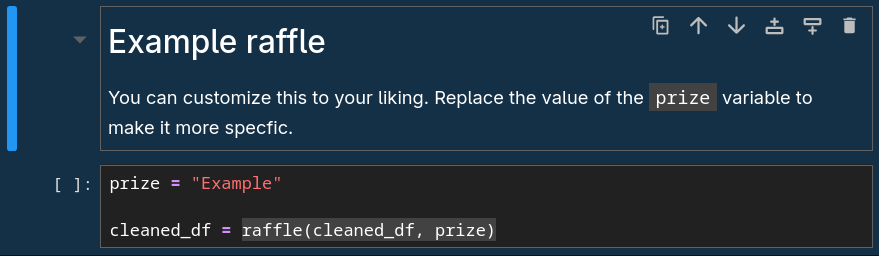 Example raffle
You can customize this to your liking. Replace the value of the prize variable to
make it more specfic.
[ ]: prize = "Example"
cleaned_df = raffle(cleaned_df, prize)